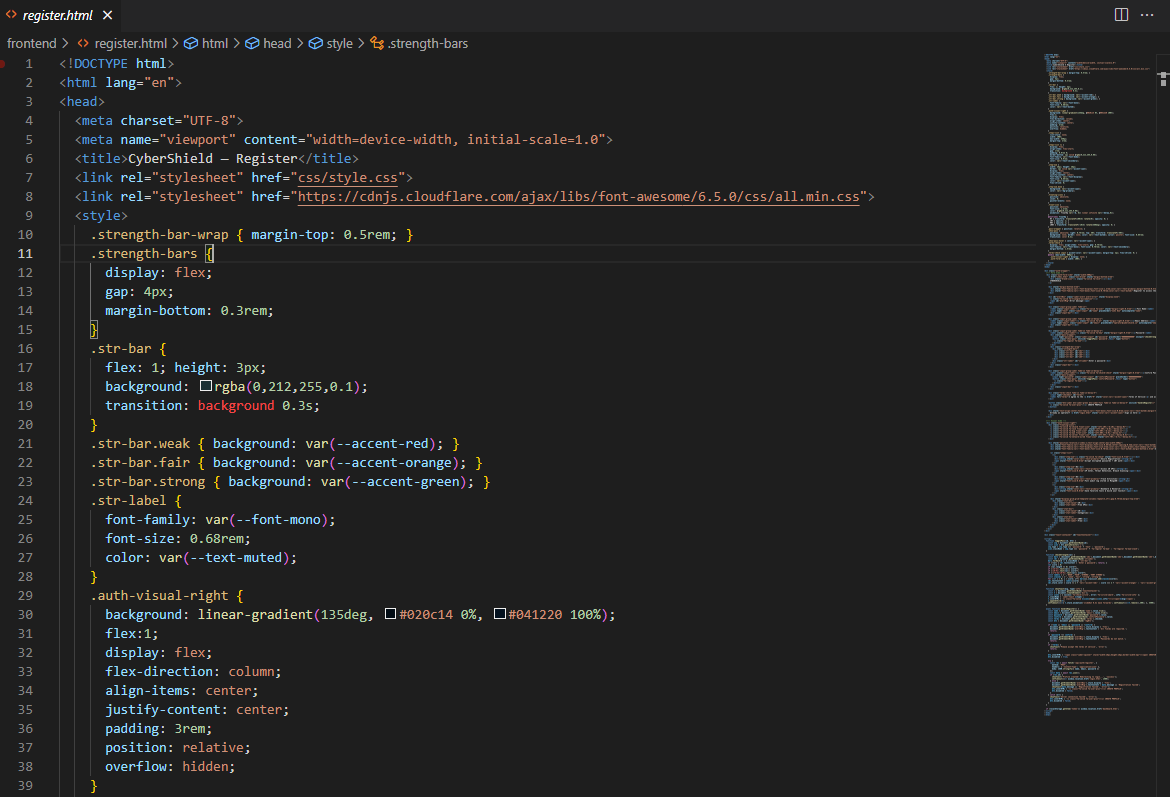 register.html
frontend > register.html > html > head > style > .strength-bars
1 <!DOCTYPE html>
2 <html lang="en">
3 <head>
4 <meta charset="UTF-8">
5 <meta name="viewport" content="width=device-width, initial-scale=1.0">
6 <title>CyberShield — Register</title>
7 <link rel="stylesheet" href="css/style.css">
8 <link rel="stylesheet" href="https://cdnjs.cloudflare.com/ajax/libs/font-awesome/6.5.0/css/all.min.css">
9 <style>
10 .strength-bar-wrap { margin-top: 0.5rem; }
11 .strength-bars {
12 display: flex;
13 gap: 4px;
14 margin-bottom: 0.3rem;
15 }
16 .str-bar {
17 flex: 1; height: 3px;
18 background: rgba(0,212,255,0.1);
19 transition: background 0.3s;
20 }
21 .str-bar.weak { background: var(--accent-red); }
22 .str-bar.fair { background: var(--accent-orange); }
23 .str-bar.strong { background: var(--accent-green); }
24 .str-label {
25 font-family: var(--font-mono);
26 font-size: 0.68rem;
27 color: var(--text-muted);
28 }
29 .auth-visual-right {
30 background: linear-gradient(135deg, #020c14 0%, #041220 100%);
31 flex:1;
32 display: flex;
33 flex-direction: column;
34 align-items: center;
35 justify-content: center;
36 padding: 3rem;
37 position: relative;
38 overflow: hidden;
39 }